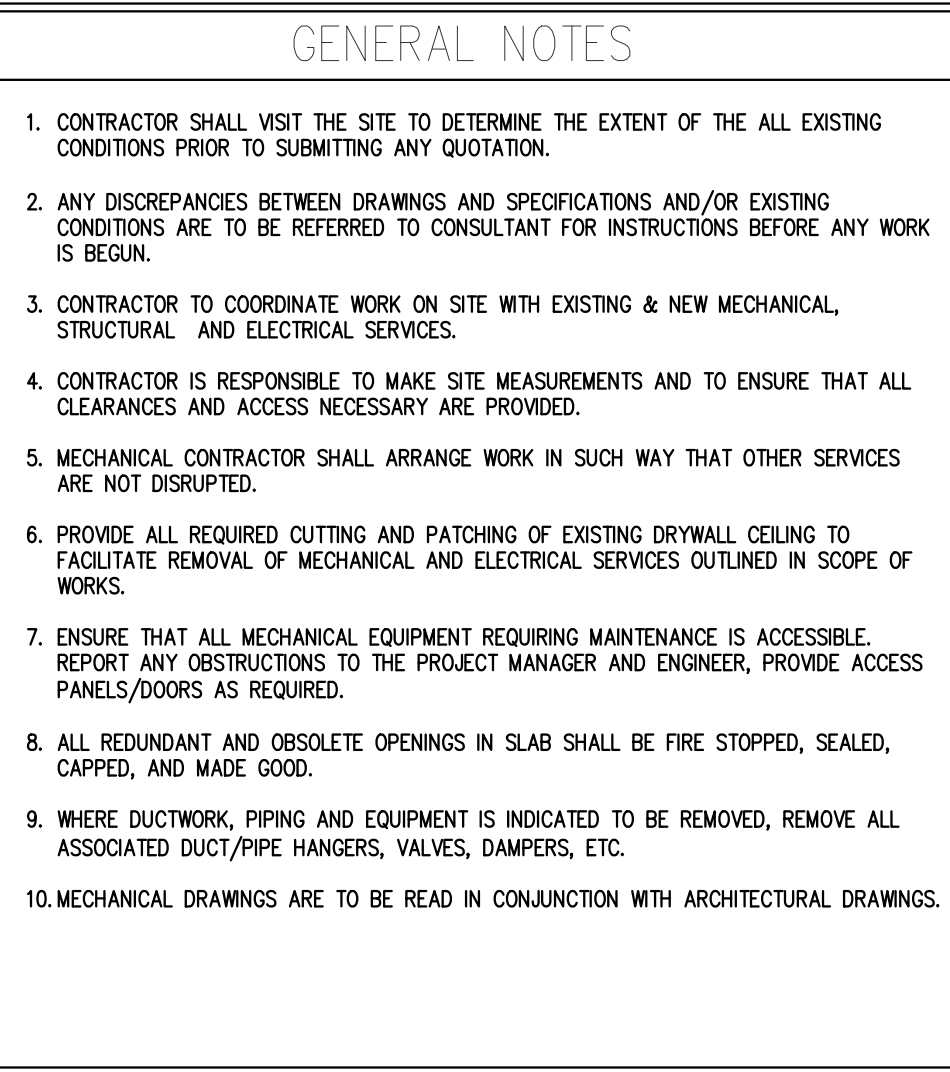 GENERAL NOTES
1. CONTRACTOR SHALL VISIT THE SITE TO DETERMINE THE EXTENT OF THE ALL EXISTING
CONDITIONS PRIOR TO SUBMITTING ANY QUOTATION.
2. ANY DISCREPANCIES BETWEEN DRAWINGS AND SPECIFICATIONS AND/OR EXISTING
CONDITIONS ARE TO BE REFERRED TO CONSULTANT FOR INSTRUCTIONS BEFORE ANY WORK
IS BEGUN.
3. CONTRACTOR TO COORDINATE WORK ON SITE WITH EXISTING & NEW MECHANICAL,
STRUCTURAL AND ELECTRICAL SERVICES.
4. CONTRACTOR IS RESPONSIBLE TO MAKE SITE MEASUREMENTS AND TO ENSURE THAT ALL
CLEARANCES AND ACCESS NECESSARY ARE PROVIDED.
5. MECHANICAL CONTRACTOR SHALL ARRANGE WORK IN SUCH WAY THAT OTHER SERVICES
ARE NOT DISRUPTED.
6. PROVIDE ALL REQUIRED CUTTING AND PATCHING OF EXISTING DRYWALL CEILING TO
FACILITATE REMOVAL OF MECHANICAL AND ELECTRICAL SERVICES OUTLINED IN SCOPE OF
WORKS.
7. ENSURE THAT ALL MECHANICAL EQUIPMENT REQUIRING MAINTENANCE IS ACCESSIBLE.
REPORT ANY OBSTRUCTIONS TO THE PROJECT MANAGER AND ENGINEER, PROVIDE ACCESS
PANELS/DOORS AS REQUIRED.
8. ALL REDUNDANT AND OBSOLETE OPENINGS IN SLAB SHALL BE FIRE STOPPED, SEALED,
CAPPED, AND MADE GOOD.
9. WHERE DUCTWORK, PIPING AND EQUIPMENT IS INDICATED TO BE REMOVED, REMOVE ALL
ASSOCIATED DUCT/PIPE HANGERS, VALVES, DAMPERS, ETC.
10. MECHANICAL DRAWINGS ARE TO BE READ IN CONJUNCTION WITH ARCHITECTURAL DRAWINGS.